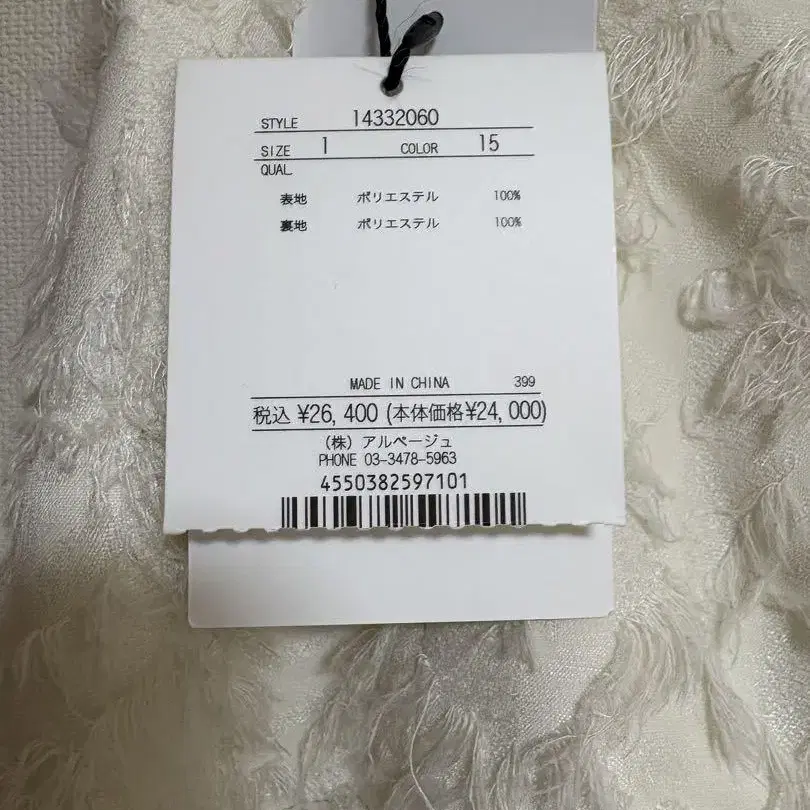 STYLE 14332060
SIZE 1 COLOR 15
QUAL
表地 ポリエステル 100%
裏地 ポリエステル 100%
MADE IN CHINA 399
税込 ¥26,400 (本体価格¥24,000)
(株) アルページュ
PHONE 03-3478-5963
4550382597101